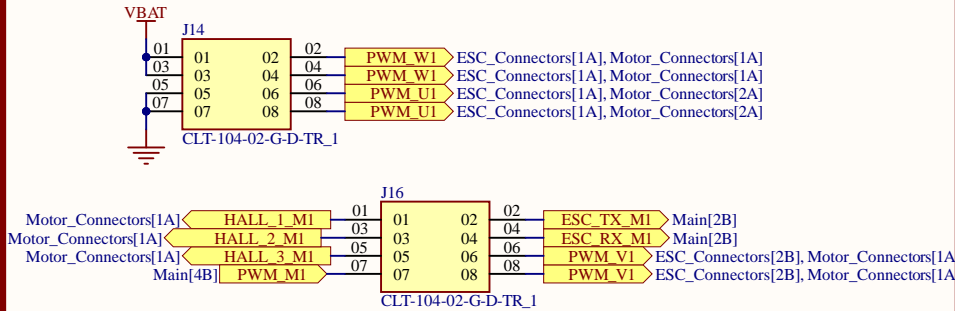 VBAT
J14
01 01 02 02 PWM_W1 ESC_Connectors[1A], Motor_Connectors[1A]
03 03 04 04 PWM_W1 ESC_Connectors[1A], Motor_Connectors[1A]
05 05 06 06 PWM_U1 ESC_Connectors[1A], Motor_Connectors[2A]
07 07 08 08 PWM_U1 ESC_Connectors[1A], Motor_Connectors[2A]
CLT-104-02-G-D-TR_1
J16
Motor_Connectors[1A] HALL_1_M1 01 01 02 02 ESC_TX_M1 Main[2B]
Motor_Connectors[1A] HALL_2_M1 03 03 04 04 ESC_RX_M1 Main[2B]
Motor_Connectors[1A] HALL_3_M1 05 05 06 06 PWM_V1 ESC_Connectors[2B], Motor_Connectors[1A
Main[4B] PWM_M1 07 07 08 08 PWM_V1 ESC_Connectors[2B], Motor_Connectors[1A
CLT-104-02-G-D-TR_1